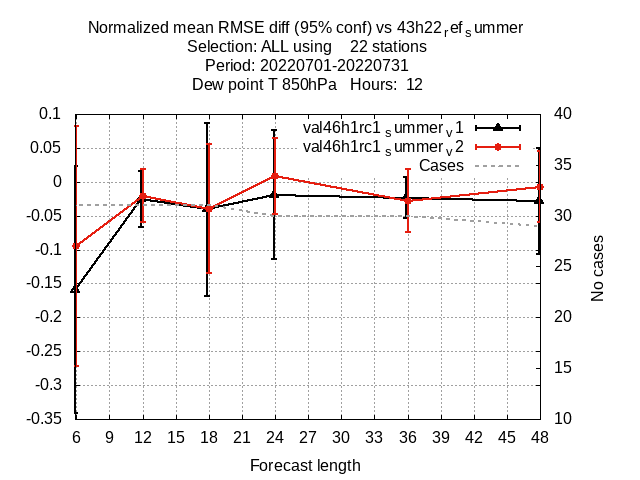 Normalized mean RMSE diff (95% conf) vs 43h22refsummer
Selection: ALL using 22 stations
Period: 20220701-20220731
Dew point T 850hPa Hours: 12
0.1
0.05
0
-0.05
-0.1
-0.15
-0.2
-0.25
-0.3
-0.35
val46h1rc1summerv1
val46h1rc1summerv2
Cases
40
35
30
25
20
15
10
No cases
6 9 12 15 18 21 24 27 30 33 36 39 42 45 48
Forecast length